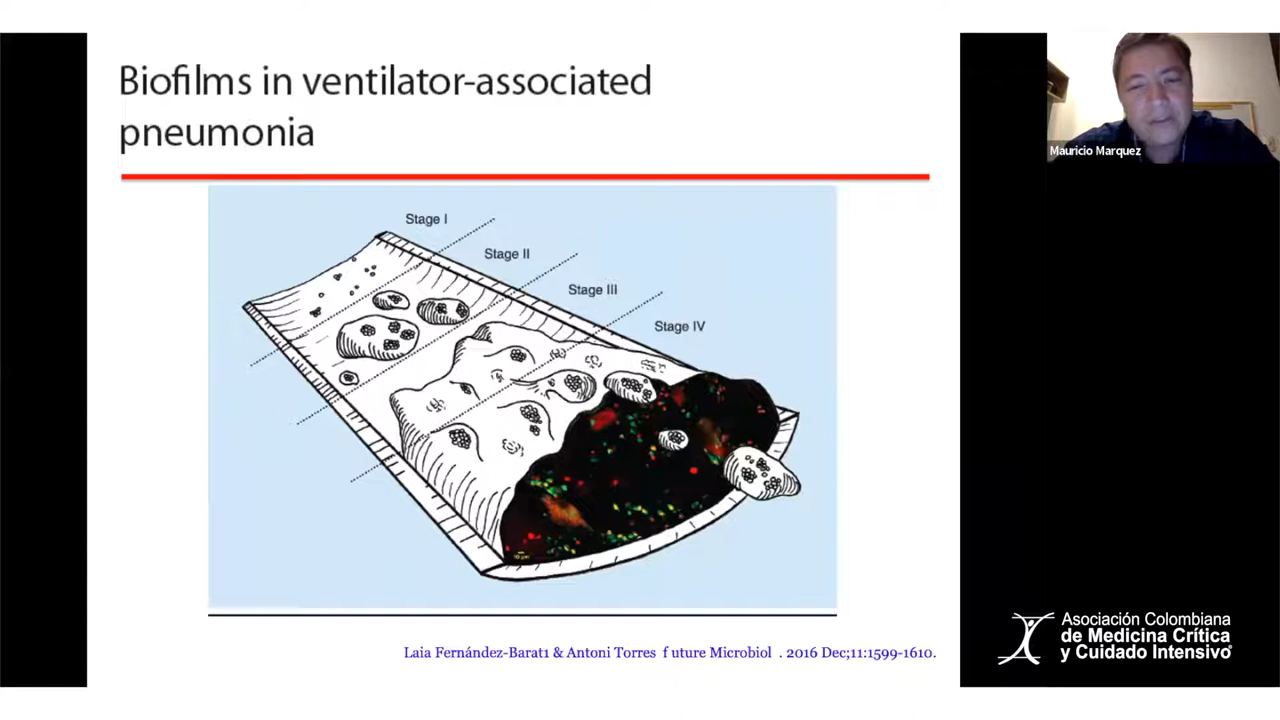 Biofilms in ventilator-associated
pneumonia
Stage I
Stage II
Stage III
Stage IV
Laia Fernández-Barat1 & Antoni Torres f uture Microbiol . 2016 Dec;11:1599-1610.
Mauricio Marquez
Asociación Colombiana
de Medicina Crítica
y Cuidado Intensivo